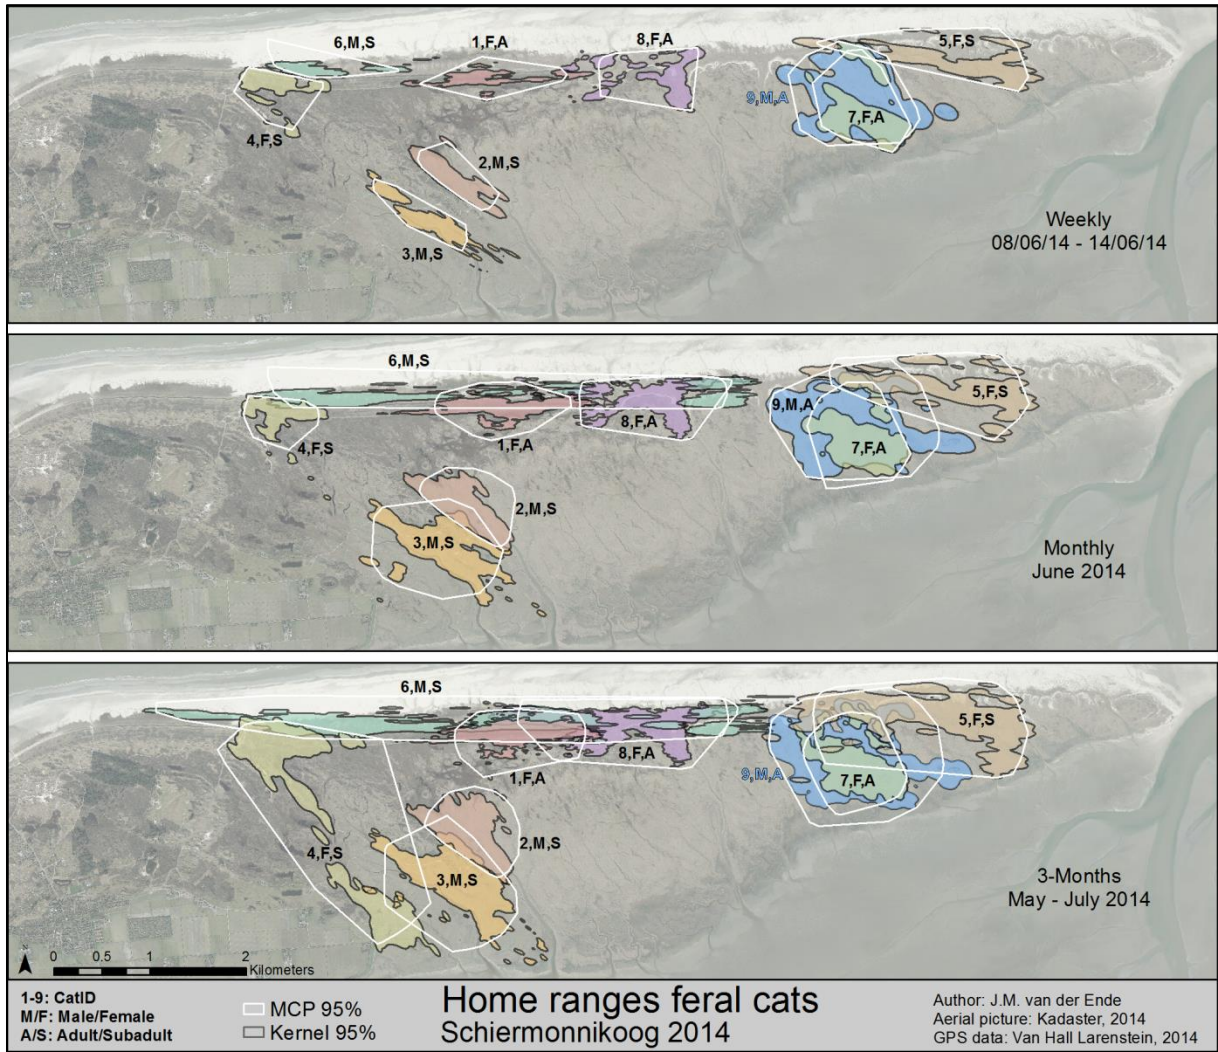 6,M,S
1,F,A
8,F,A
5,F,S
9,M,A
7,F,A
4,F,S
2,M,S
3,M,S
Weekly
08/06/14 - 14/06/14
6,M,S
5,F,S
9,M,A
8,F,A
1,F,A
4,F,S
7,F,A
2,M,S
3,M,S
Monthly
June 2014
6,M,S
5,F,S
8,F,A
1,F,A
9,M,A
7,F,A
2,M,S
4,F,S
3,M,S
3-Months
May - July 2014
N
0 0.5 1 2
Kilometers
1-9: CatID
M/F: Male/Female
A/S: Adult/Subadult
MCP 95%
Kernel 95%
Home ranges feral cats
Schiermonnikoog 2014
Author: J.M. van der Ende
Aerial picture: Kadaster, 2014
GPS data: Van Hall Larenstein, 2014